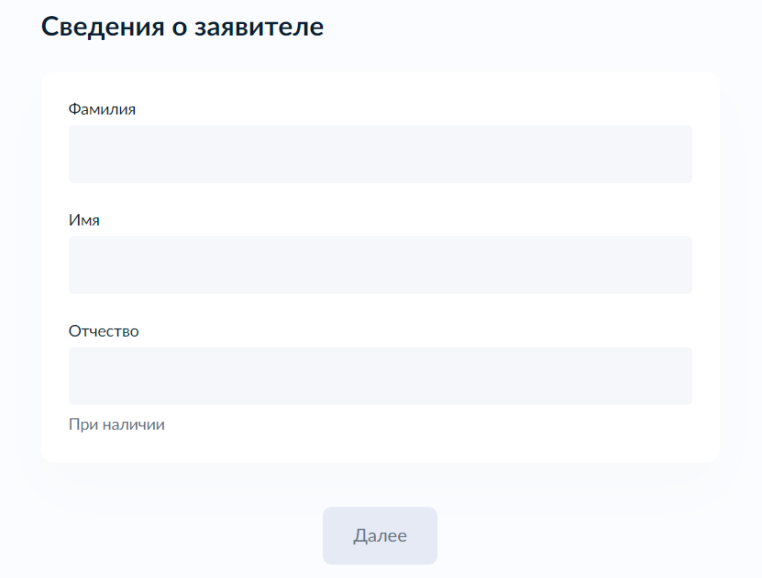 Сведения о заявителе
Фамилия
Имя
Отчество
При наличии
Далее